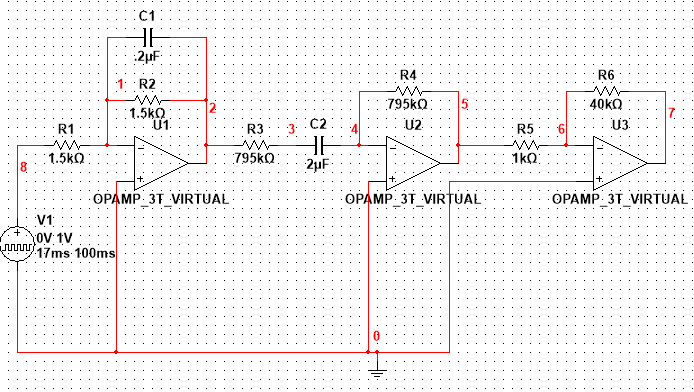 C1
.2µF
1
R2
1.5kΩ
2
U1
R1
1.5kΩ
8
OPAMP_3T_VIRTUAL
R3
795kΩ
3
C2
2µF
4
R4
795kΩ
5
U2
OPAMP_3T_VIRTUAL
R5
1kΩ
6
R6
40kΩ
7
U3
OPAMP_3T_VIRTUAL
V1
0V 1V
17ms 100ms
0